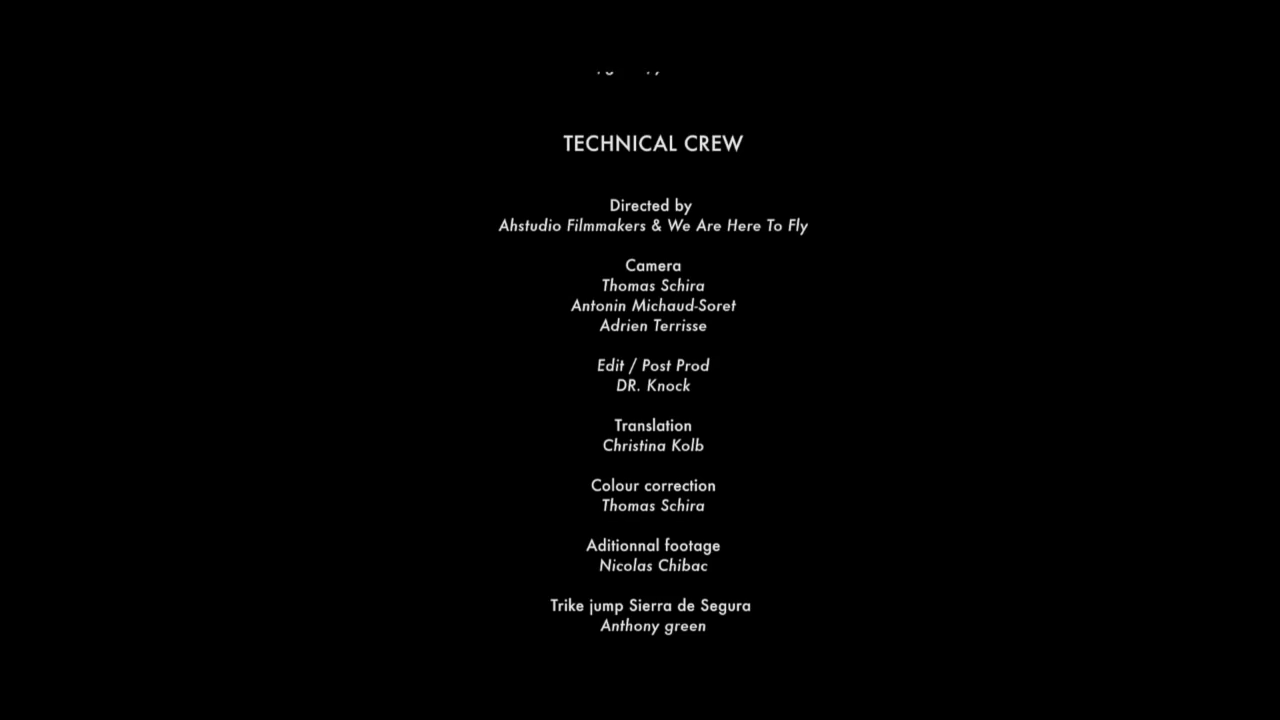 TECHNICAL CREW
Directed by
Ahstudio Filmmakers & We Are Here To Fly
Camera
Thomas Schira
Antonin Michaud-Soret
Adrien Terrisse
Edit / Post Prod
DR. Knock
Translation
Christina Kolb
Colour correction
Thomas Schira
Aditionnal footage
Nicolas Chibac
Trike jump Sierra de Segura
Anthony green